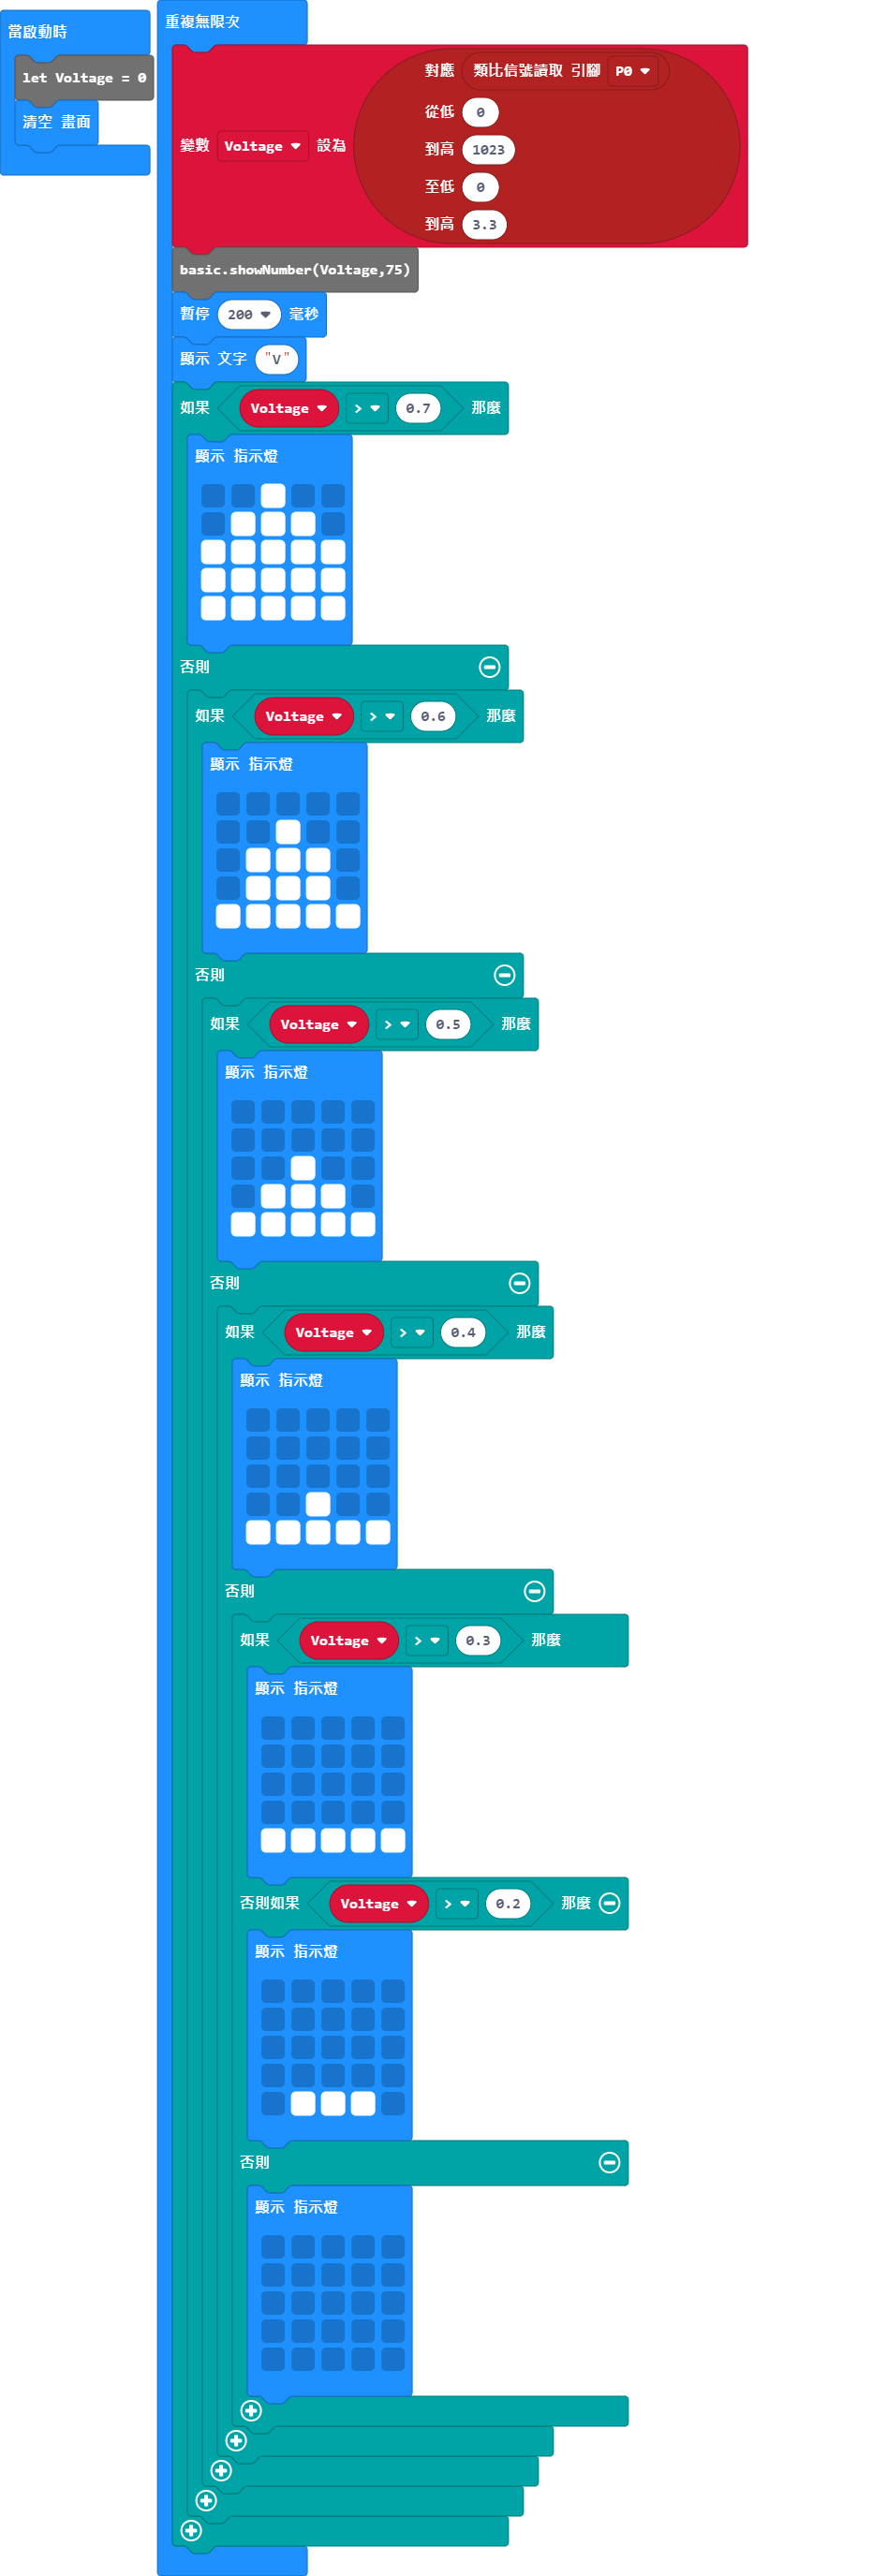 當啟動時
let Voltage = 0
清空 畫面
重複無限次
變數 Voltage 設為
對應 類比信號讀取 引腳 P0
從低 0
到高 1023
至低 0
到高 3.3
basic.showNumber(Voltage,75)
暫停 200 毫秒
顯示 文字 "V"
如果 Voltage > 0.7 那麼
顯示 指示燈
否則
如果 Voltage > 0.6 那麼
顯示 指示燈
否則
如果 Voltage > 0.5 那麼
顯示 指示燈
否則
如果 Voltage > 0.4 那麼
顯示 指示燈
否則
如果 Voltage > 0.3 那麼
顯示 指示燈
否則如果 Voltage > 0.2 那麼
顯示 指示燈
否則
顯示 指示燈